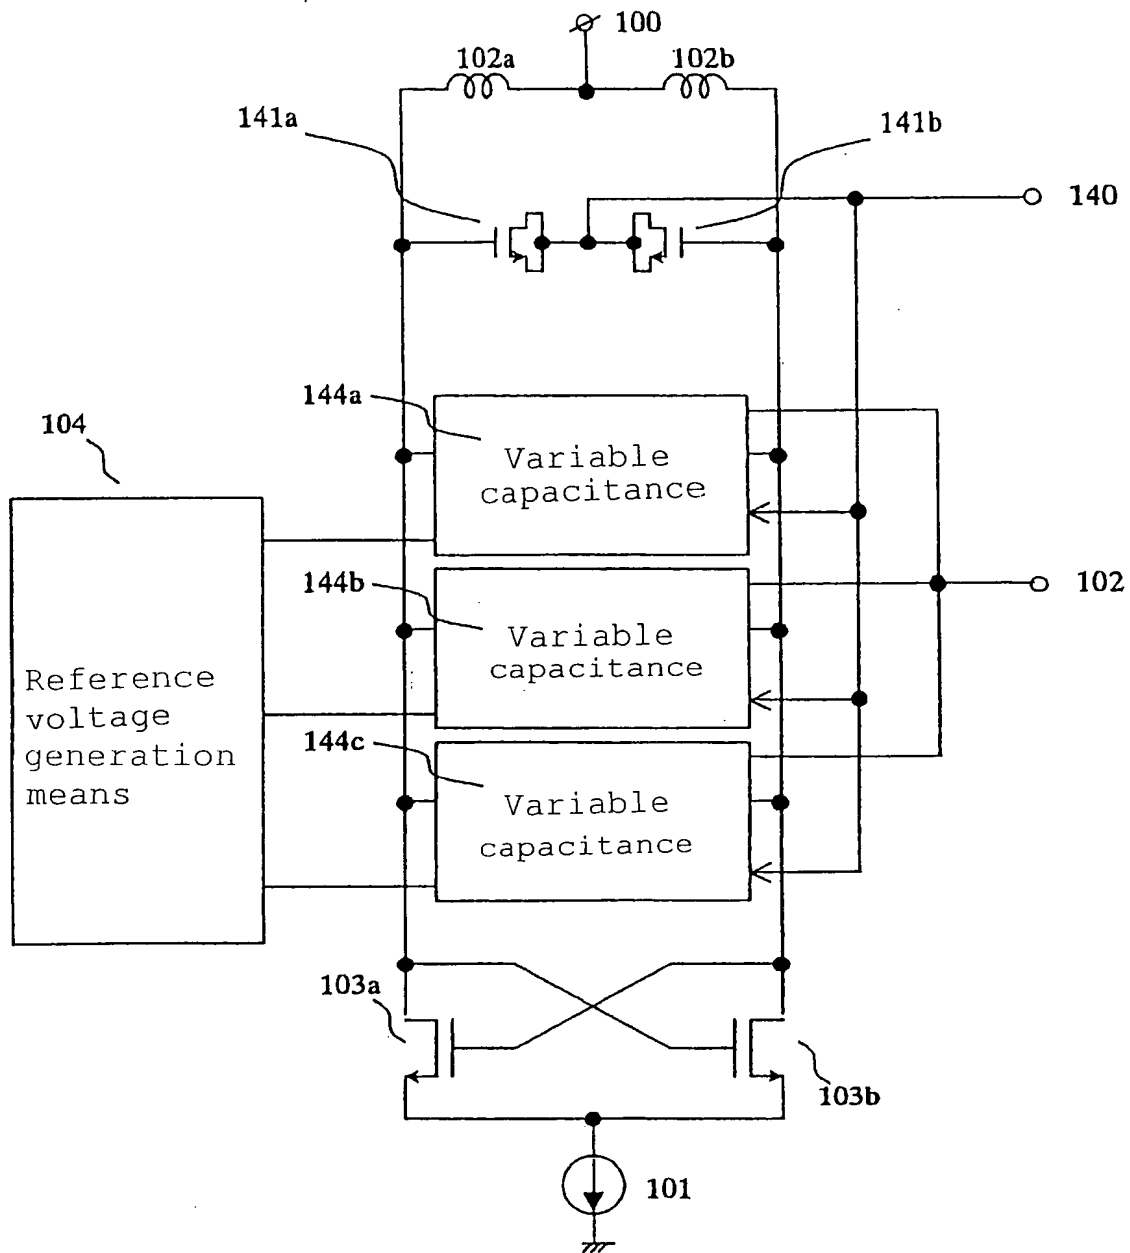 100
102a
102b
141a
141b
140
144a
Variable
capacitance
104
144b
Variable
capacitance
102
Reference
voltage
generation
means
144c
Variable
capacitance
103a
103b
101